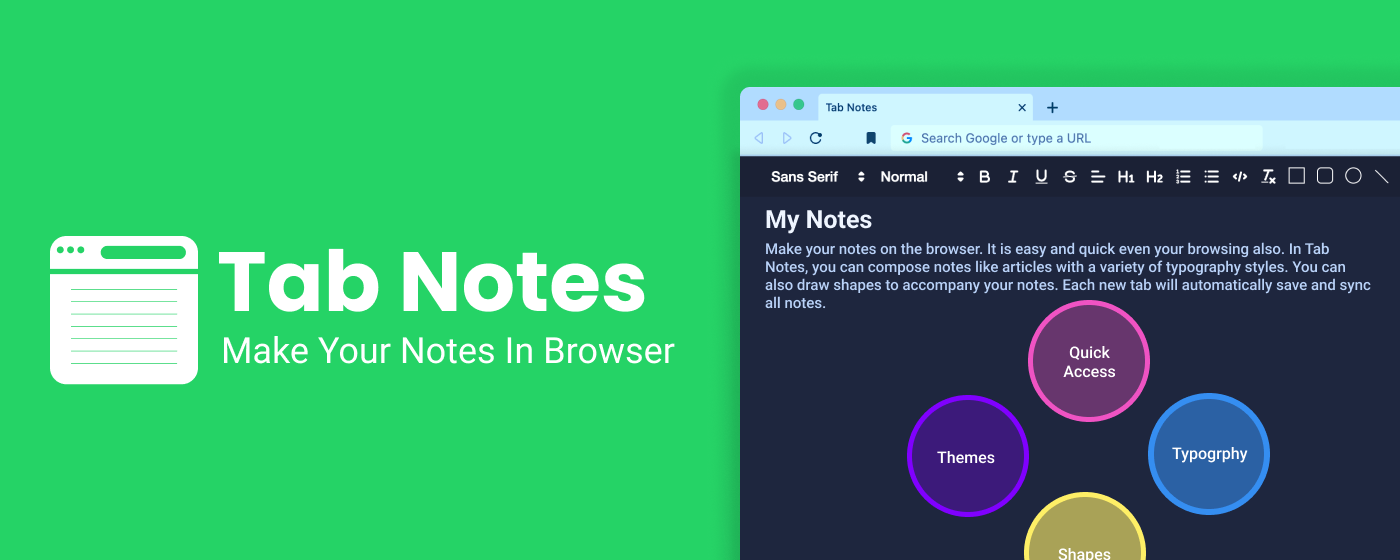 Tab Notes
Make Your Notes In Browser
Tab Notes
Search Google or type a URL
Sans Serif Normal B I U S H1 H2 </> Tx
My Notes
Make your notes on the browser. It is easy and quick even your browsing also. In Tab
Notes, you can compose notes like articles with a variety of typography styles. You can
also draw shapes to accompany your notes. Each new tab will automatically save and sync
all notes.
Quick
Access
Themes
Typogrphy
Shapes